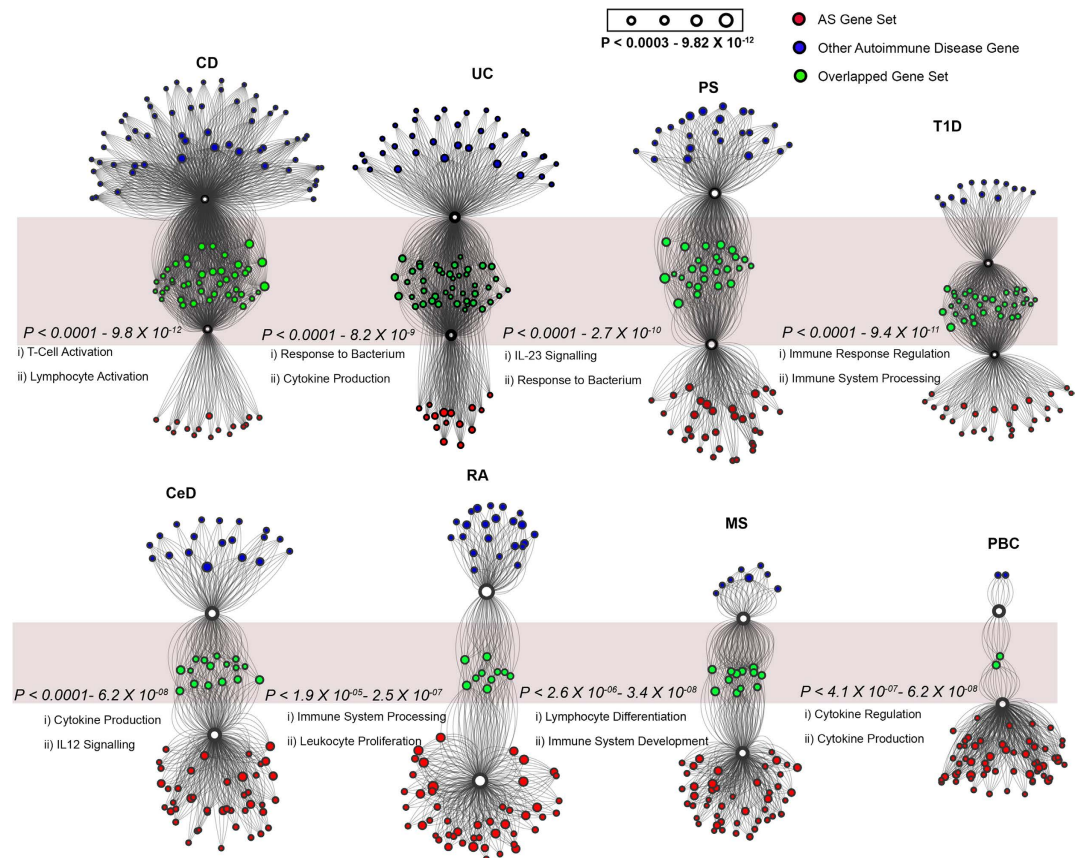 P < 0.0003 - 9.82 X 10-12
AS Gene Set
Other Autoimmune Disease Gene
Overlapped Gene Set
CD
UC
PS
T1D
P < 0.0001 - 9.8 X 10-12
i) T-Cell Activation
ii) Lymphocyte Activation
P < 0.0001 - 8.2 X 10-9
i) Response to Bacterium
ii) Cytokine Production
P < 0.0001 - 2.7 X 10-10
i) IL-23 Signalling
ii) Response to Bacterium
P < 0.0001 - 9.4 X 10-11
i) Immune Response Regulation
ii) Immune System Processing
CeD
RA
MS
PBC
P < 0.0001- 6.2 X 10-08
i) Cytokine Production
ii) IL12 Signalling
P < 1.9 X 10-05- 2.5 X 10-07
i) Immune System Processing
ii) Leukocyte Proliferation
P < 2.6 X 10-06- 3.4 X 10-08
i) Lymphocyte Differentiation
ii) Immune System Development
P < 4.1 X 10-07- 6.2 X 10-08
i) Cytokine Regulation
ii) Cytokine Production